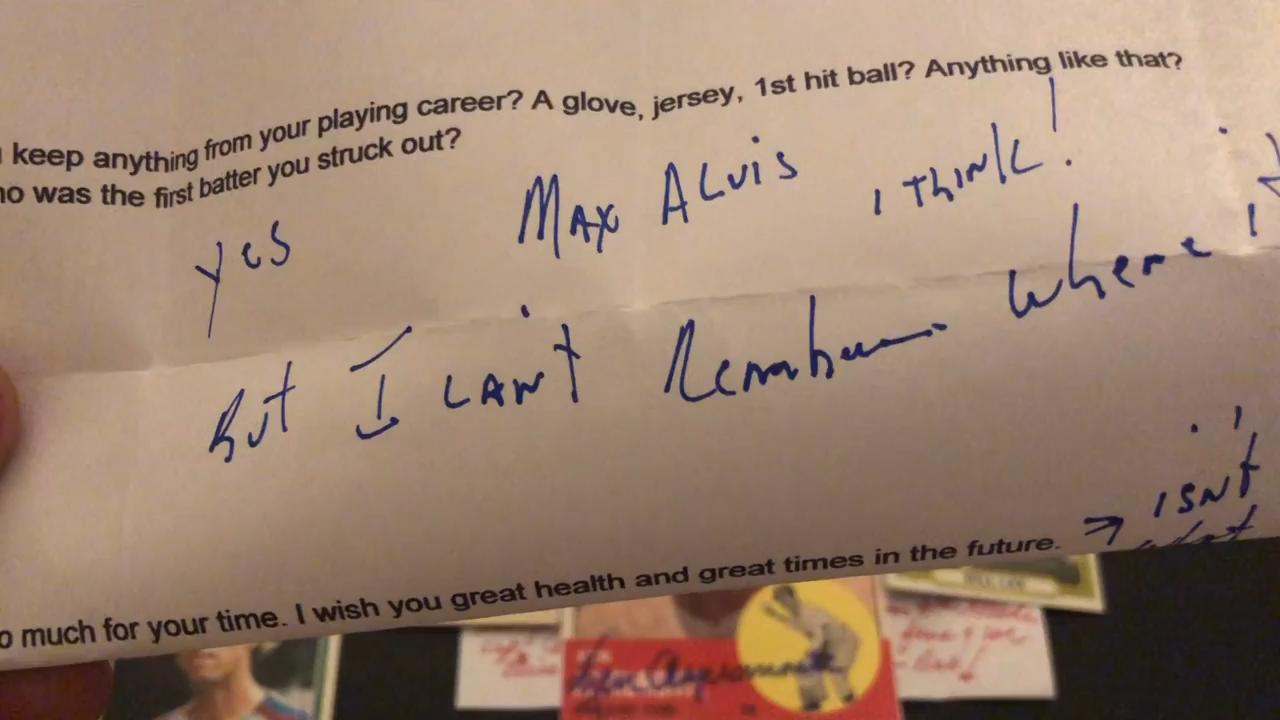 keep anything from your playing career? A glove, jersey, 1st hit ball? Anything like that?
was the first batter you struck out?
Yes Max Alvis I think!
But I can't Remember where it
→ isn't
much for your time. I wish you great health and great times in the future.